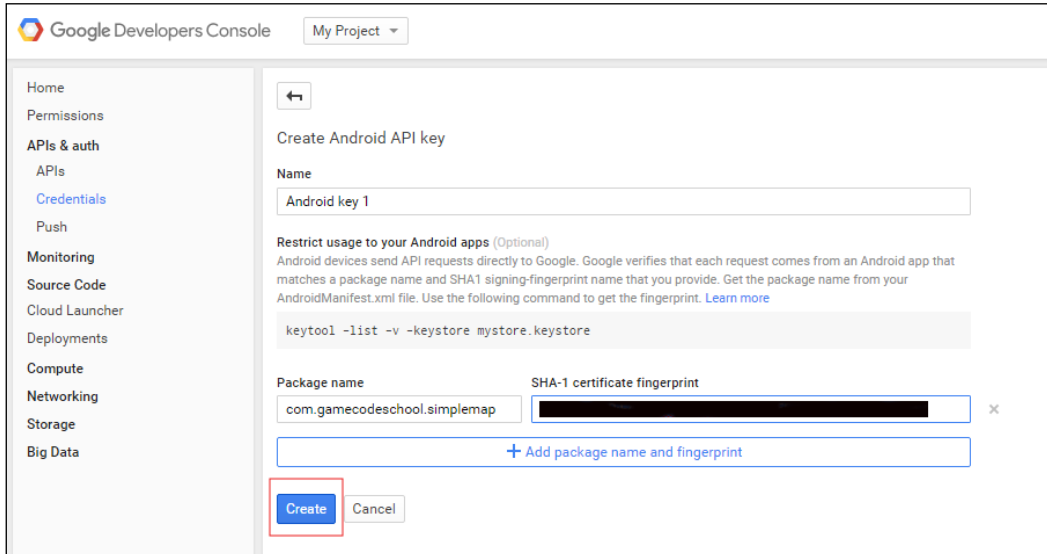 Google Developers Console
My Project
Home
Permissions
APIs & auth
APIs
Credentials
Push
Monitoring
Source Code
Cloud Launcher
Deployments
Compute
Networking
Storage
Big Data
Create Android API key
Name
Android key 1
Restrict usage to your Android apps (Optional)
Android devices send API requests directly to Google. Google verifies that each request comes from an Android app that
matches a package name and SHA1 signing-fingerprint name that you provide. Get the package name from your
AndroidManifest.xml file. Use the following command to get the fingerprint. Learn more
keytool -list -v -keystore mystore.keystore
Package name
SHA-1 certificate fingerprint
com.gamecodeschool.simplemap
+ Add package name and fingerprint
Create
Cancel